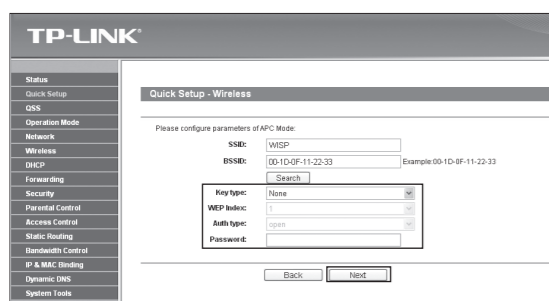 TP-LINK®
Status
Quick Setup
QSS
Operation Mode
Network
Wireless
DHCP
Forwarding
Security
Parental Control
Access Control
Static Routing
Bandwidth Control
IP & MAC Binding
Dynamic DNS
System Tools
Quick Setup - Wireless
Please configure parameters of APC Mode:
SSID: WISP
BSSID: 00-1D-0F-11-22-33 Example:00-1D-0F-11-22-33
Search
Key type: None
WEP Index: 1
Auth type: open
Password:
Back Next